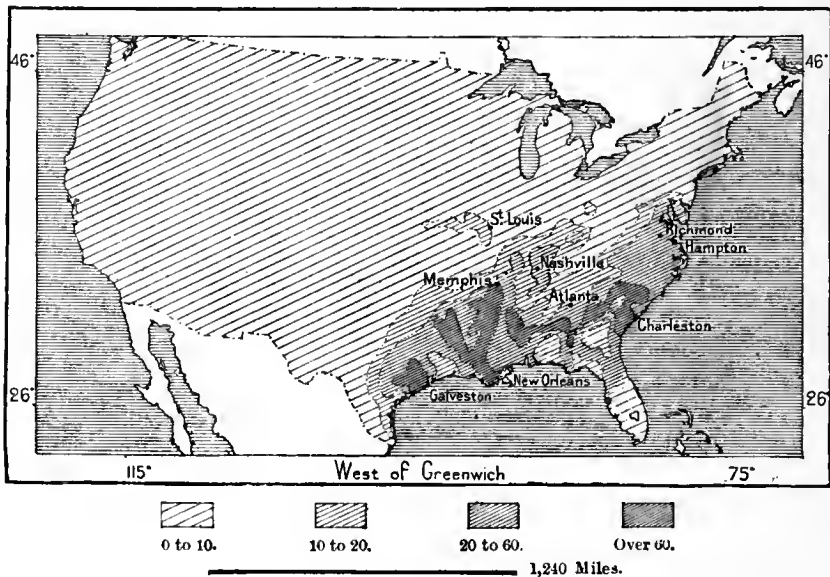 46°
46°
St. Louis
Richmond
Hampton
Nashville
Memphis
Atlanta
Charleston
New Orleans
Galveston
26°
26°
115°
West of Greenwich
75°
0 to 10.
10 to 20.
20 to 60.
Over 60.
1,240 Miles.